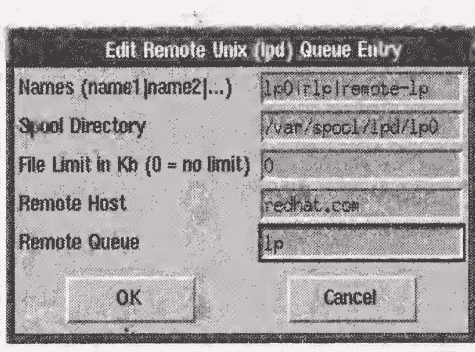 Edit Remote Unix (lpd) Queue Entry
Names (name1|name2|...) lp0|rlp|remote-lp
Spool Directory /var/spool/lpd/lp0
File Limit in Kb (0 = no limit) 0
Remote Host redhat.com
Remote Queue lp
OK Cancel